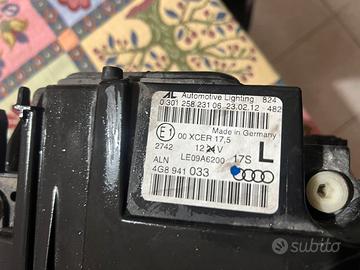 AL Automotive Lighting 824
0 301 258 231 06 23.02.12 - 482
Made in Germany
E1 00 XCER 17,5
2742 12 V
LE09A6200 17S L
ALN
4G8 941 033
subito